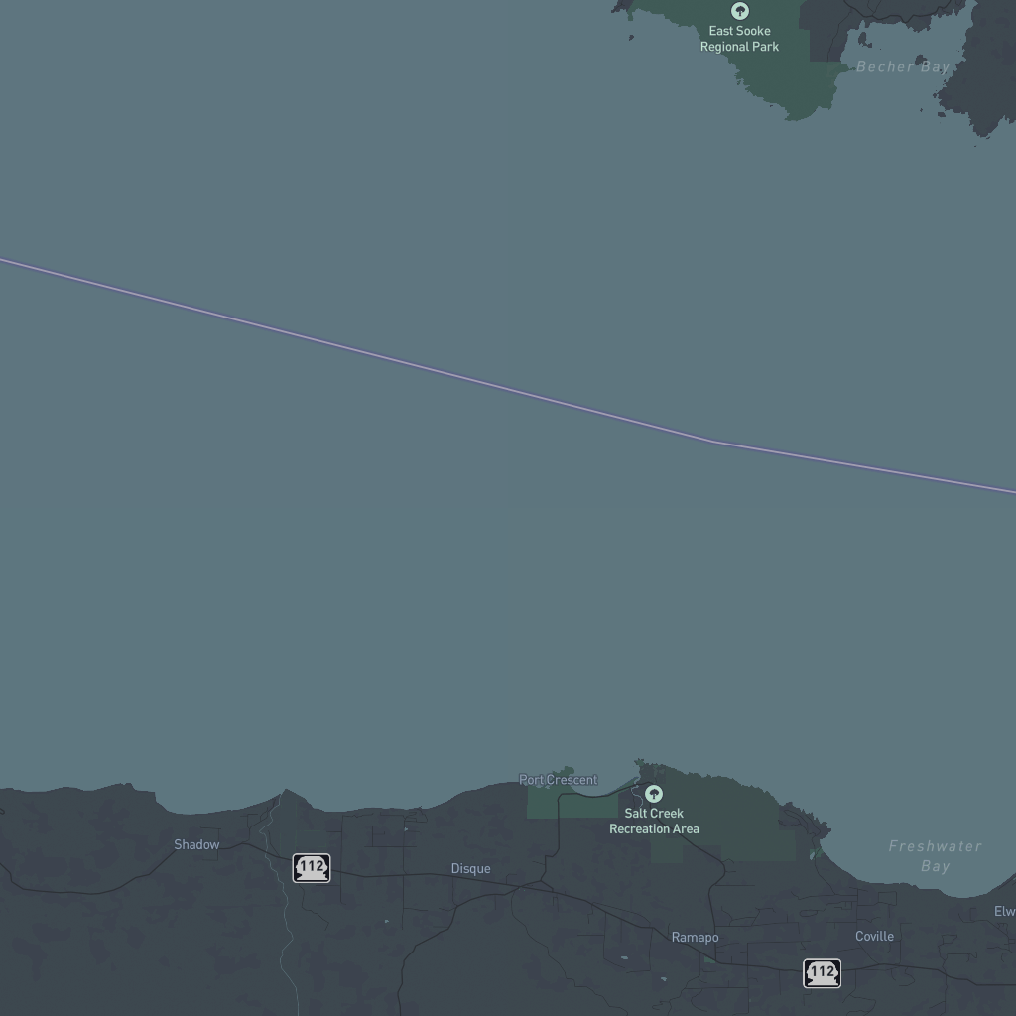 East Sooke
Regional Park
Becher Bay
Port Crescent
Salt Creek
Recreation Area
Shadow
112
Disque
Freshwater
Bay
Elw
Ramapo
Coville
112